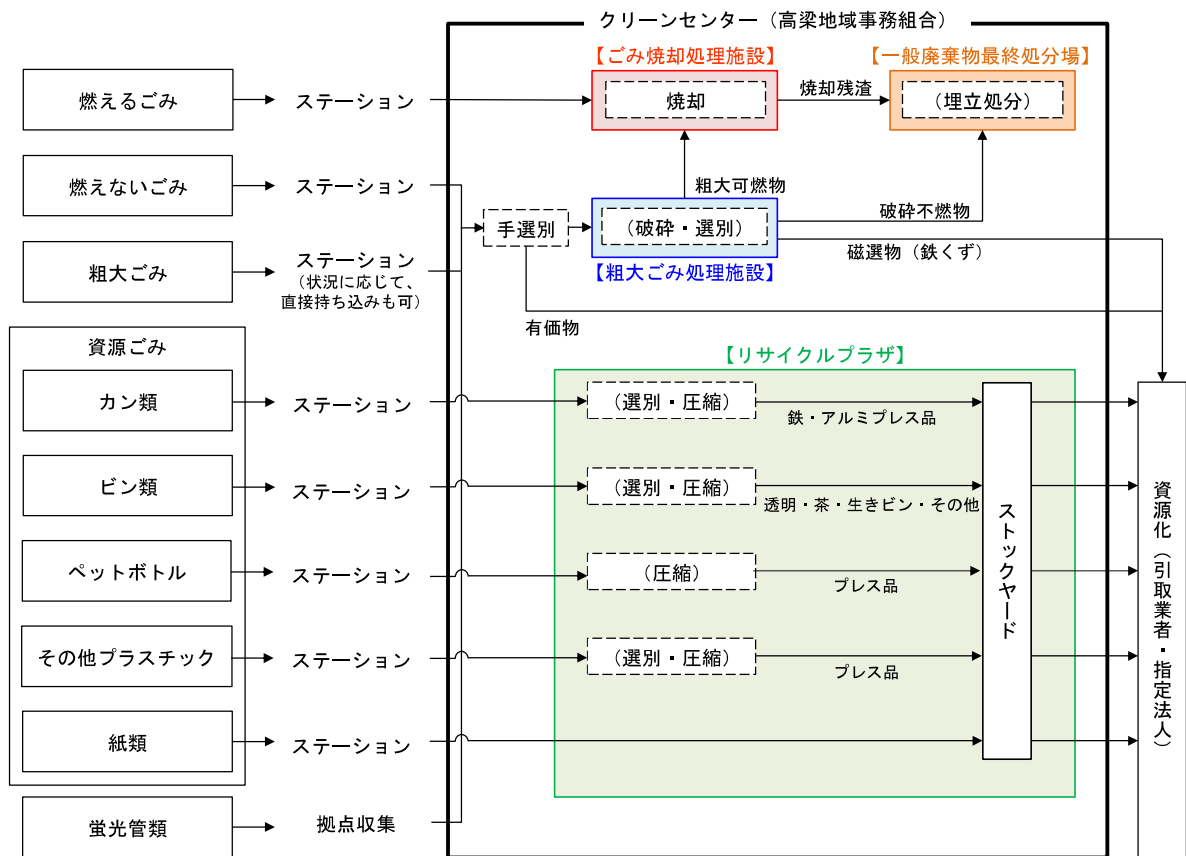 クリーンセンター（高梁地域事務組合）
【ごみ焼却処理施設】
【一般廃棄物最終処分場】
燃えるごみ
ステーション
焼却
焼却残渣
（埋立処分）
燃えないごみ
ステーション
粗大可燃物
手選別
（破砕・選別）
破砕不燃物
磁選物（鉄くず）
【粗大ごみ処理施設】
粗大ごみ
ステーション
（状況に応じて、
直接持ち込みも可）
有価物
資源ごみ
【リサイクルプラザ】
カン類
ステーション
（選別・圧縮）
鉄・アルミプレス品
ビン類
ステーション
（選別・圧縮）
透明・茶・生きビン・その他
ペットボトル
ステーション
（圧縮）
プレス品
その他プラスチック
ステーション
（選別・圧縮）
プレス品
紙類
ステーション
ストックヤード
資源化（引取業者・指定法人）
蛍光管類
拠点収集